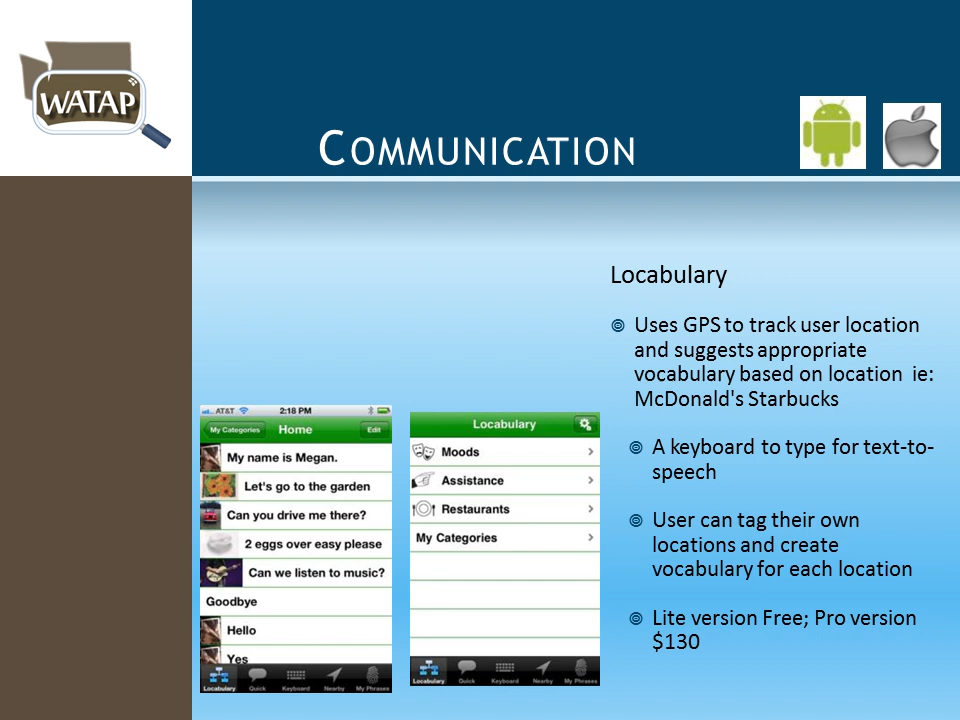 WATAP
COMMUNICATION
Locabulary
Uses GPS to track user location
and suggests appropriate
vocabulary based on location ie:
McDonald's Starbucks
A keyboard to type for text-to-
speech
User can tag their own
locations and create
vocabulary for each location
Lite version Free; Pro version
$130
AT&T 2:18 PM
My Categories Home Edit
My name is Megan.
Let's go to the garden
Can you drive me there?
2 eggs over easy please
Can we listen to music?
Goodbye
Hello
Yes
Locabulary Quick Keyboard Nearby My Phrases
Locabulary
Moods
Assistance
Restaurants
My Categories
Locabulary Quick Keyboard Nearby My Phrases